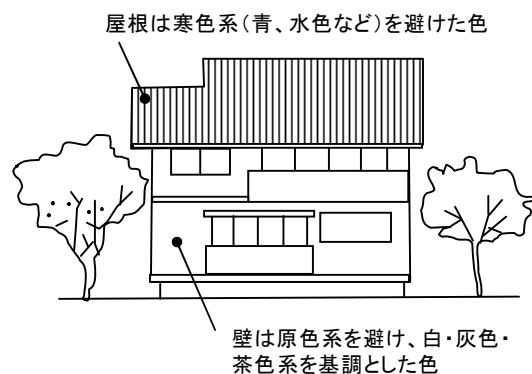 屋根は寒色系(青、水色など)を避けた色
壁は原色系を避け、白・灰色・
茶色系を基調とした色